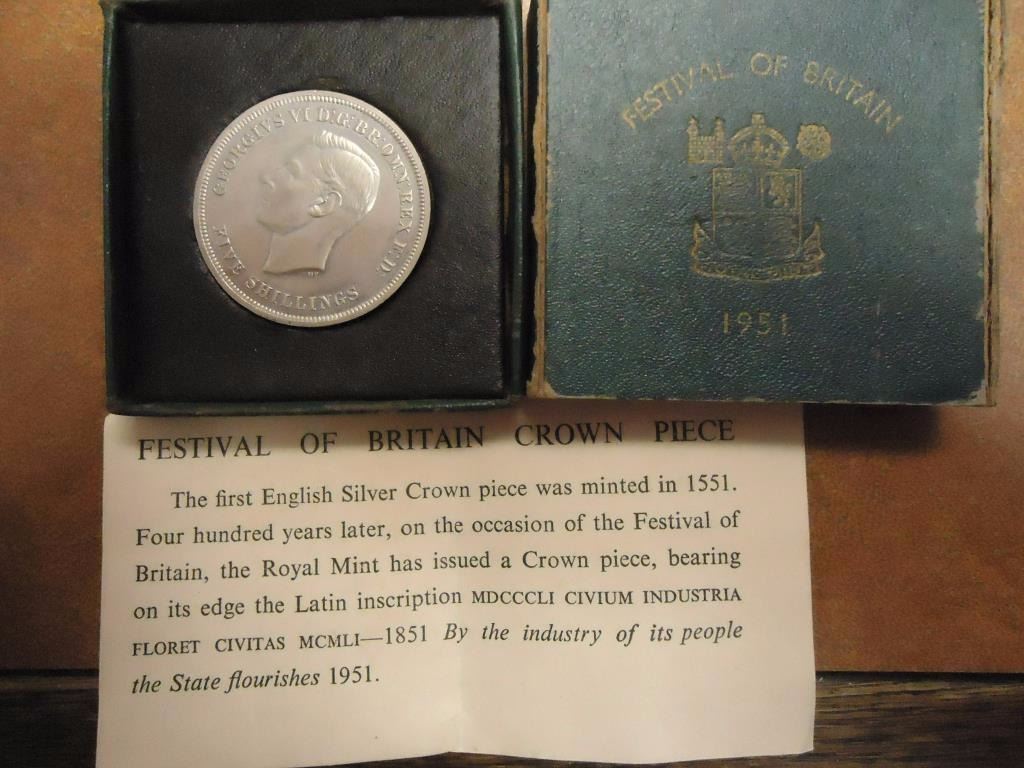 GEORGIVS VI D:G:BR:OMN:REX F:D:
FIVE SHILLINGS
FESTIVAL OF BRITAIN
1951
FESTIVAL OF BRITAIN CROWN PIECE
The first English Silver Crown piece was minted in 1551.
Four hundred years later, on the occasion of the Festival of
Britain, the Royal Mint has issued a Crown piece, bearing
on its edge the Latin inscription MDCCCLI CIVIUM INDUSTRIA
FLORET CIVITAS MCMLI—1851 By the industry of its people
the State flourishes 1951.